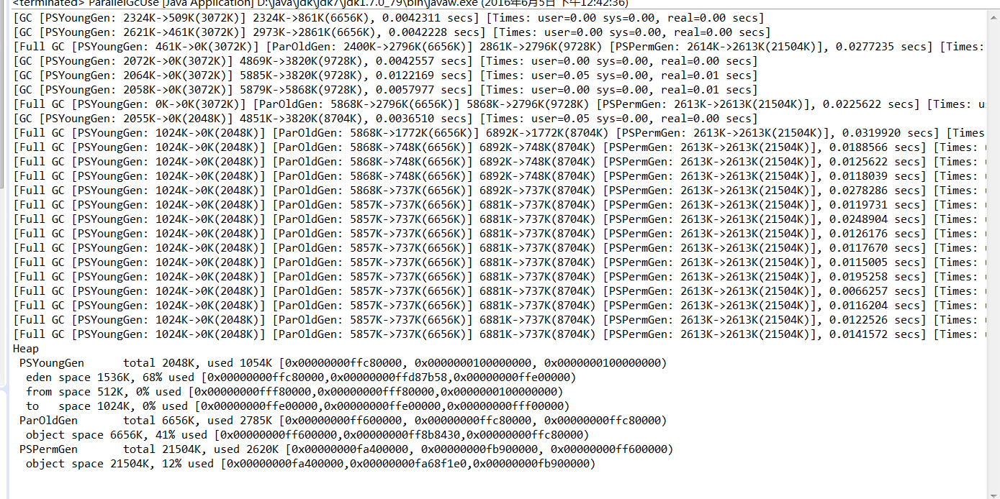 <terminated> ParallelGcUse [Java Application] D:\java\jdk\jdk7\jdk1.7.0_79\bin\javaw.exe (2016年6月5日 下午12:42:36)
[GC [PSYoungGen: 2324K->509K(3072K)] 2324K->861K(6656K), 0.0042311 secs] [Times: user=0.00 sys=0.00, real=0.00 secs]
[GC [PSYoungGen: 2621K->461K(3072K)] 2973K->2861K(6656K), 0.0042228 secs] [Times: user=0.00 sys=0.00, real=0.00 secs]
[Full GC [PSYoungGen: 461K->0K(3072K)] [ParOldGen: 2400K->2796K(6656K)] 2861K->2796K(9728K) [PSPermGen: 2614K->2613K(21504K)], 0.0277235 secs] [Times:
[GC [PSYoungGen: 2072K->0K(3072K)] 4869K->3820K(9728K), 0.0042557 secs] [Times: user=0.00 sys=0.00, real=0.00 secs]
[GC [PSYoungGen: 2064K->0K(3072K)] 5885K->3820K(9728K), 0.0122169 secs] [Times: user=0.05 sys=0.00, real=0.01 secs]
[GC [PSYoungGen: 2058K->0K(3072K)] 5879K->5868K(9728K), 0.0057977 secs] [Times: user=0.00 sys=0.00, real=0.01 secs]
[Full GC [PSYoungGen: 0K->0K(3072K)] [ParOldGen: 5868K->2796K(6656K)] 5868K->2796K(9728K) [PSPermGen: 2613K->2613K(21504K)], 0.0225622 secs] [Times: u
[GC [PSYoungGen: 2055K->0K(2048K)] 4851K->3820K(8704K), 0.0036510 secs] [Times: user=0.05 sys=0.00, real=0.00 secs]
[Full GC [PSYoungGen: 1024K->0K(2048K)] [ParOldGen: 5868K->1772K(6656K)] 6892K->1772K(8704K) [PSPermGen: 2613K->2613K(21504K)], 0.0319920 secs] [Times
[Full GC [PSYoungGen: 1024K->0K(2048K)] [ParOldGen: 5868K->748K(6656K)] 6892K->748K(8704K) [PSPermGen: 2613K->2613K(21504K)], 0.0188566 secs] [Times:
[Full GC [PSYoungGen: 1024K->0K(2048K)] [ParOldGen: 5868K->748K(6656K)] 6892K->748K(8704K) [PSPermGen: 2613K->2613K(21504K)], 0.0125622 secs] [Times:
[Full GC [PSYoungGen: 1024K->0K(2048K)] [ParOldGen: 5868K->748K(6656K)] 6892K->748K(8704K) [PSPermGen: 2613K->2613K(21504K)], 0.0118039 secs] [Times:
[Full GC [PSYoungGen: 1024K->0K(2048K)] [ParOldGen: 5868K->737K(6656K)] 6892K->737K(8704K) [PSPermGen: 2613K->2613K(21504K)], 0.0278286 secs] [Times:
[Full GC [PSYoungGen: 1024K->0K(2048K)] [ParOldGen: 5857K->737K(6656K)] 6881K->737K(8704K) [PSPermGen: 2613K->2613K(21504K)], 0.0119731 secs] [Times:
[Full GC [PSYoungGen: 1024K->0K(2048K)] [ParOldGen: 5857K->737K(6656K)] 6881K->737K(8704K) [PSPermGen: 2613K->2613K(21504K)], 0.0248904 secs] [Times:
[Full GC [PSYoungGen: 1024K->0K(2048K)] [ParOldGen: 5857K->737K(6656K)] 6881K->737K(8704K) [PSPermGen: 2613K->2613K(21504K)], 0.0126176 secs] [Times:
[Full GC [PSYoungGen: 1024K->0K(2048K)] [ParOldGen: 5857K->737K(6656K)] 6881K->737K(8704K) [PSPermGen: 2613K->2613K(21504K)], 0.0117670 secs] [Times:
[Full GC [PSYoungGen: 1024K->0K(2048K)] [ParOldGen: 5857K->737K(6656K)] 6881K->737K(8704K) [PSPermGen: 2613K->2613K(21504K)], 0.0115005 secs] [Times:
[Full GC [PSYoungGen: 1024K->0K(2048K)] [ParOldGen: 5857K->737K(6656K)] 6881K->737K(8704K) [PSPermGen: 2613K->2613K(21504K)], 0.0195258 secs] [Times:
[Full GC [PSYoungGen: 1024K->0K(2048K)] [ParOldGen: 5857K->737K(6656K)] 6881K->737K(8704K) [PSPermGen: 2613K->2613K(21504K)], 0.0066257 secs] [Times:
[Full GC [PSYoungGen: 1024K->0K(2048K)] [ParOldGen: 5857K->737K(6656K)] 6881K->737K(8704K) [PSPermGen: 2613K->2613K(21504K)], 0.0116204 secs] [Times:
[Full GC [PSYoungGen: 1024K->0K(2048K)] [ParOldGen: 5857K->737K(6656K)] 6881K->737K(8704K) [PSPermGen: 2613K->2613K(21504K)], 0.0122526 secs] [Times:
[Full GC [PSYoungGen: 1024K->0K(2048K)] [ParOldGen: 5857K->737K(6656K)] 6881K->737K(8704K) [PSPermGen: 2613K->2613K(21504K)], 0.0141572 secs] [Times:
Heap
PSYoungGen total 2048K, used 1054K [0x00000000ffc80000, 0x0000000100000000, 0x0000000100000000)
eden space 1536K, 68% used [0x00000000ffc80000,0x00000000ffd87b58,0x00000000ffe00000)
from space 512K, 0% used [0x00000000fff80000,0x00000000fff80000,0x0000000100000000)
to space 1024K, 0% used [0x00000000ffe00000,0x00000000ffe00000,0x00000000fff00000)
ParOldGen total 6656K, used 2785K [0x00000000ff600000, 0x00000000ffc80000, 0x00000000ffc80000)
object space 6656K, 41% used [0x00000000ff600000,0x00000000ff8b8430,0x00000000ffc80000)
PSPermGen total 21504K, used 2620K [0x00000000fa400000, 0x00000000fb900000, 0x00000000ff600000)
object space 21504K, 12% used [0x00000000fa400000,0x00000000fa68f1e0,0x00000000fb900000)